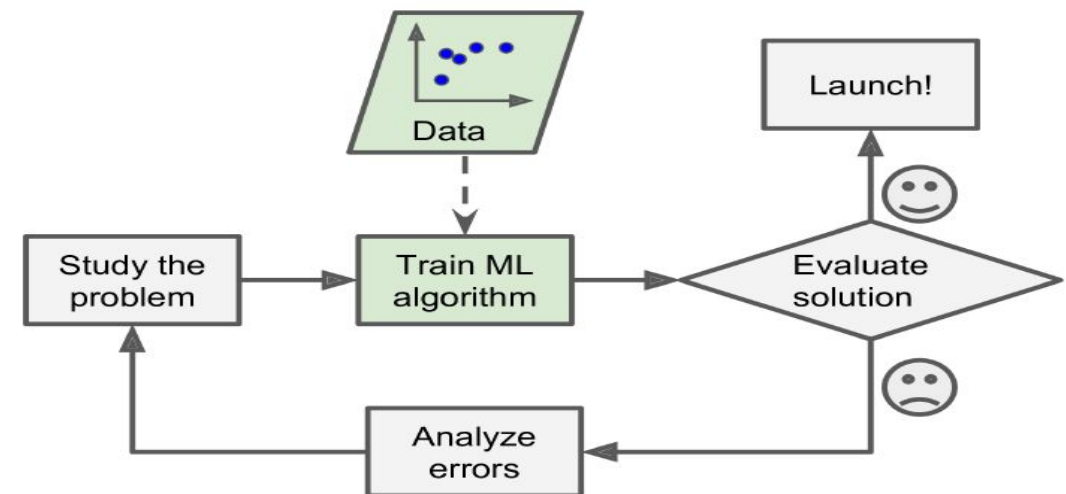 Data
Launch!
Study the
problem
Train ML
algorithm
Evaluate
solution
Analyze
errors